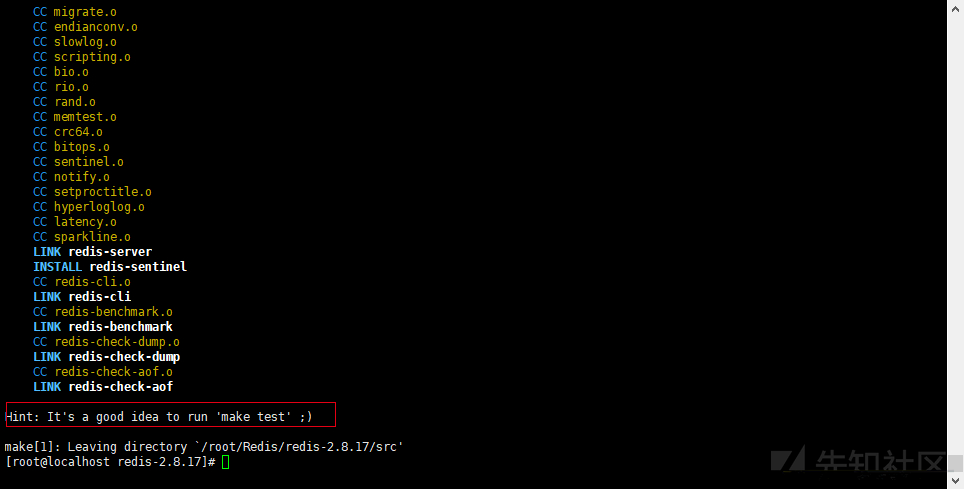 CC migrate.o
CC endianconv.o
CC slowlog.o
CC scripting.o
CC bio.o
CC rio.o
CC rand.o
CC memtest.o
CC crc64.o
CC bitops.o
CC sentinel.o
CC notify.o
CC setproctitle.o
CC hyperloglog.o
CC latency.o
CC sparkline.o
LINK redis-server
INSTALL redis-sentinel
CC redis-cli.o
LINK redis-cli
CC redis-benchmark.o
LINK redis-benchmark
CC redis-check-dump.o
LINK redis-check-dump
CC redis-check-aof.o
LINK redis-check-aof
Hint: It's a good idea to run 'make test' ;)
make[1]: Leaving directory `/root/Redis/redis-2.8.17/src'
[root@localhost redis-2.8.17]#
先知社区